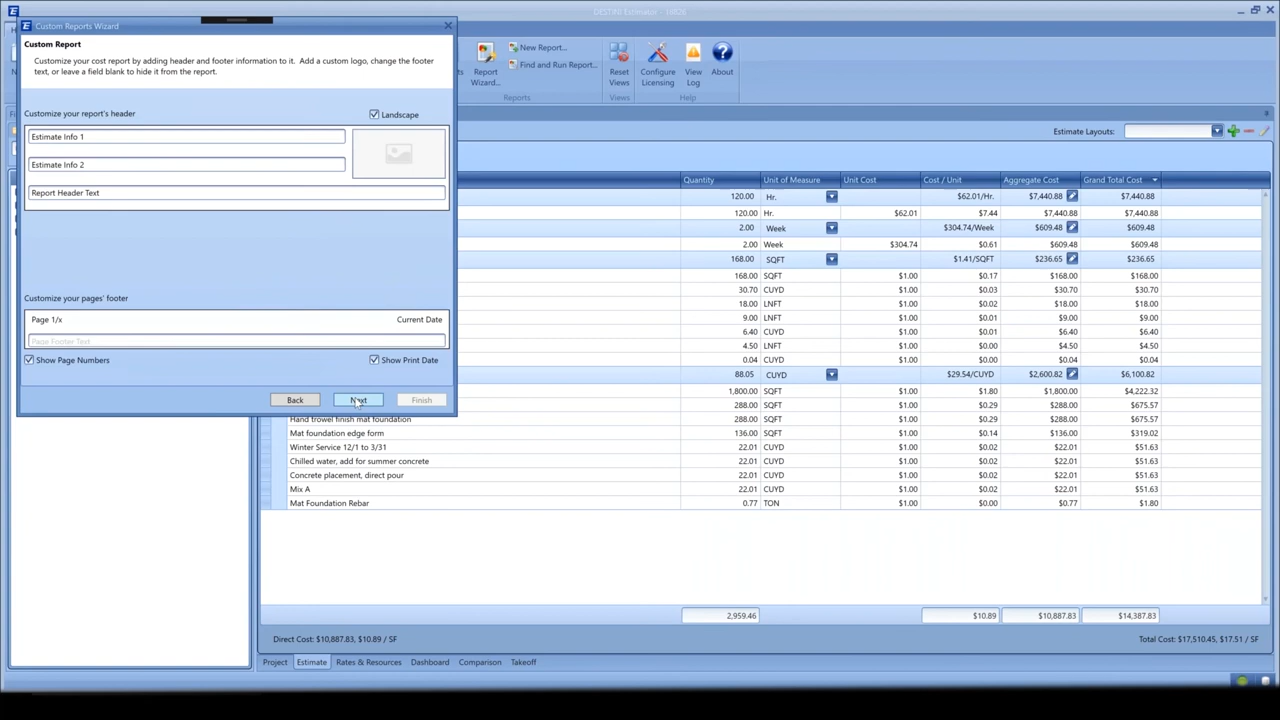 DESTINI Estimator - 10826
Custom Reports Wizard
Custom Report
Customize your cost report by adding header and footer information to it. Add a custom logo, change the footer
text, or leave a field blank to hide it from the report.
Customize your report's header
Landscape
Estimate Info 1
Estimate Info 2
Report Header Text
Customize your pages' footer
Page 1/x
Current Date
Page Footer Text
Show Page Numbers
Show Print Date
Back
Next
Finish
Report
Wizard...
New Report...
Find and Run Report...
Reports
Reset
Views
Views
Configure
Licensing
View
Log
About
Help
Estimate Layouts:
Quantity Unit of Measure Unit Cost Cost / Unit Aggregate Cost Grand Total Cost
120.00 Hr. $62.01/Hr. $7,440.88 $7,440.88
120.00 Hr. $62.01 $7.44 $7,440.88 $7,440.88
2.00 Week $304.74/Week $609.48 $609.48
2.00 Week $304.74 $0.61 $609.48 $609.48
168.00 SQFT $1.41/SQFT $236.65 $236.65
168.00 SQFT $1.00 $0.17 $168.00 $168.00
30.70 CUYD $1.00 $0.03 $30.70 $30.70
18.00 LNFT $1.00 $0.02 $18.00 $18.00
9.00 LNFT $1.00 $0.01 $9.00 $9.00
6.40 CUYD $1.00 $0.01 $6.40 $6.40
4.50 LNFT $1.00 $0.00 $4.50 $4.50
0.04 CUYD $1.00 $0.00 $0.04 $0.04
88.05 CUYD $29.54/CUYD $2,600.82 $6,100.82
1,800.00 SQFT $1.00 $1.80 $1,800.00 $4,222.32
288.00 SQFT $1.00 $0.29 $288.00 $675.57
Hand trowel finish mat foundation 288.00 SQFT $1.00 $0.29 $288.00 $675.57
Mat foundation edge form 136.00 SQFT $1.00 $0.14 $136.00 $319.02
Winter Service 12/1 to 3/31 22.01 CUYD $1.00 $0.02 $22.01 $51.63
Chilled water, add for summer concrete 22.01 CUYD $1.00 $0.02 $22.01 $51.63
Concrete placement, direct pour 22.01 CUYD $1.00 $0.02 $22.01 $51.63
Mix A 22.01 CUYD $1.00 $0.02 $22.01 $51.63
Mat Foundation Rebar 0.77 TON $1.00 $0.00 $0.77 $1.80
2,959.46 $10.89 $10,887.83 $14,387.83
Direct Cost: $10,887.83, $10.89 / SF
Total Cost: $17,510.45, $17.51 / SF
Project Estimate Rates & Resources Dashboard Comparison Takeoff